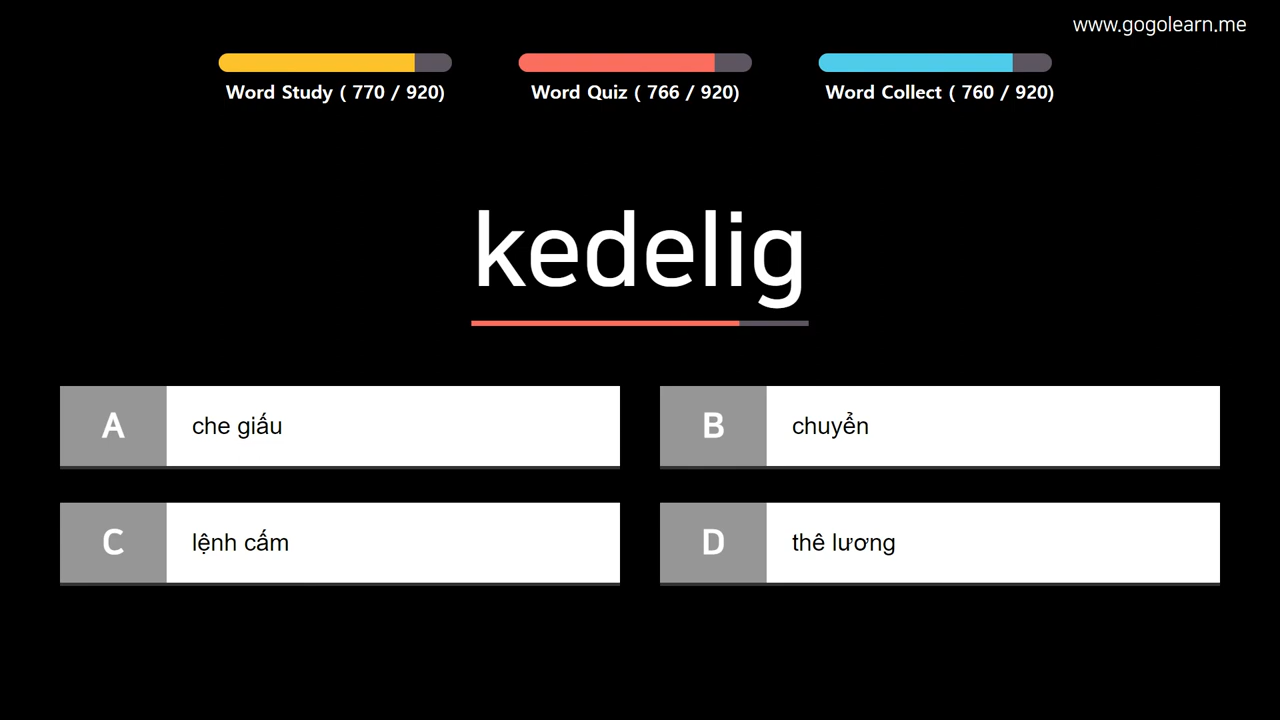 www.gogolearn.me
Word Study ( 770 / 920)
Word Quiz ( 766 / 920)
Word Collect ( 760 / 920)
kedelig
A che giấu
B chuyển
C lệnh cấm
D thê lương